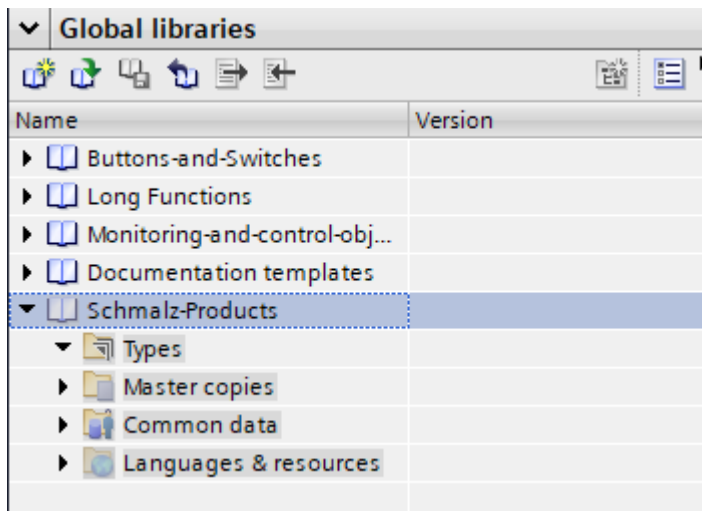 Global libraries
Name Version
Buttons-and-Switches
Long Functions
Monitoring-and-control-obj...
Documentation templates
Schmalz-Products
Types
Master copies
Common data
Languages & resources